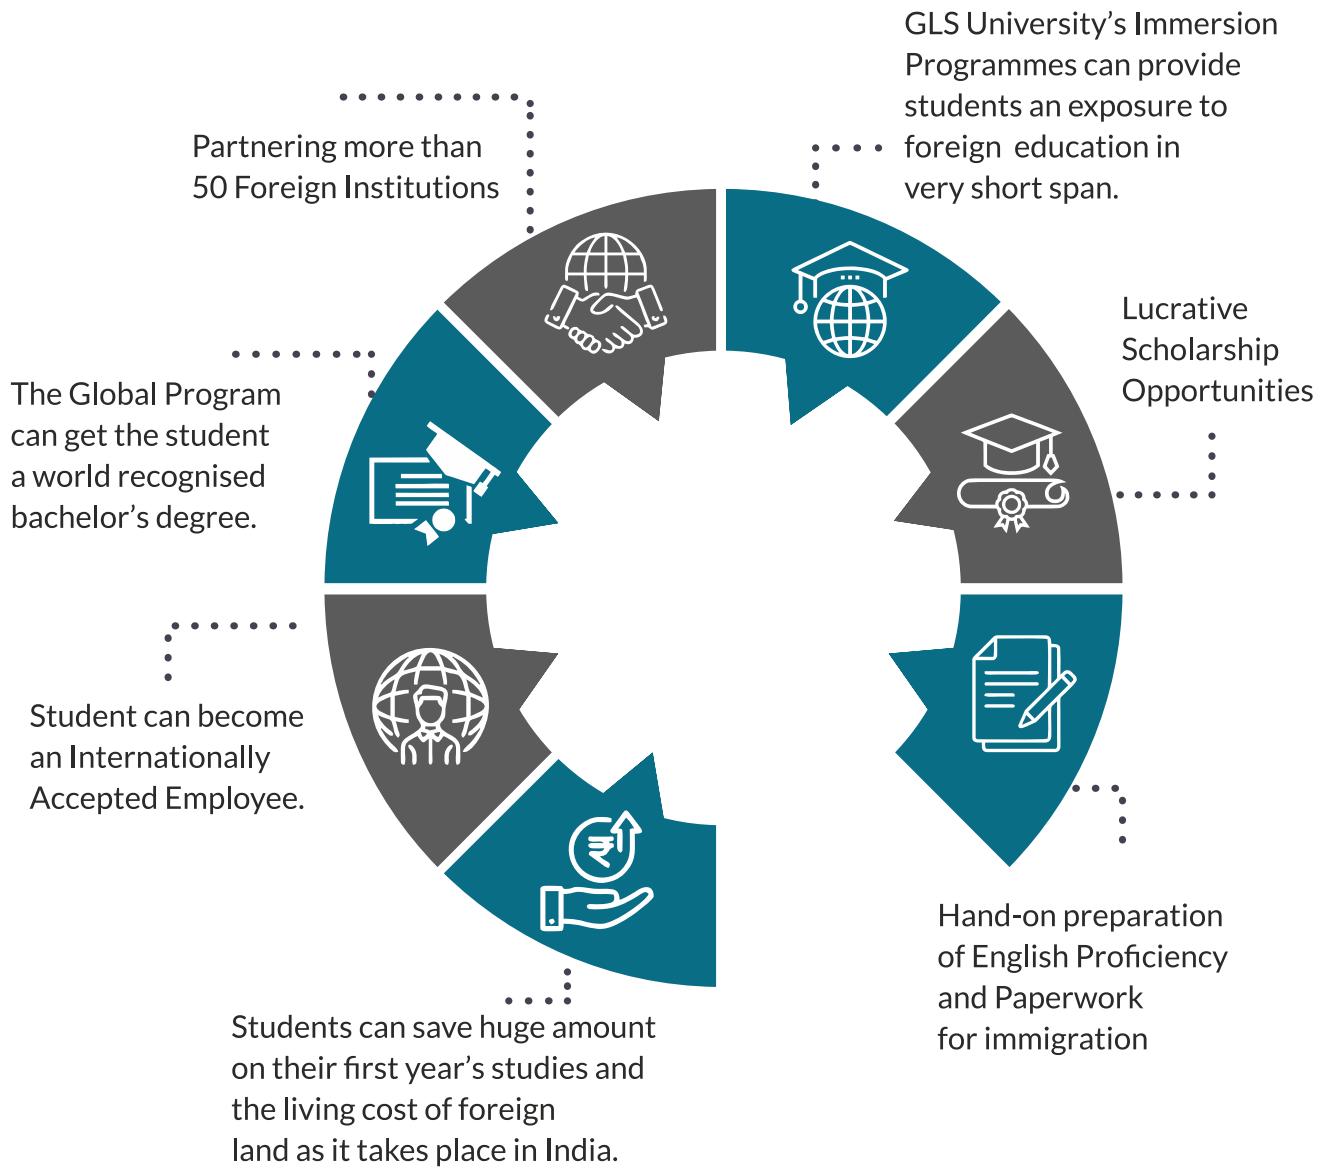 GLS University’s Immersion
Programmes can provide
students an exposure to
foreign education in
very short span.
Partnering more than
50 Foreign Institutions
Lucrative
Scholarship
Opportunities
The Global Program
can get the student
a world recognised
bachelor’s degree.
Student can become
an Internationally
Accepted Employee.
Hand-on preparation
of English Proficiency
and Paperwork
for immigration
Students can save huge amount
on their first year’s studies and
the living cost of foreign
land as it takes place in India.
₹